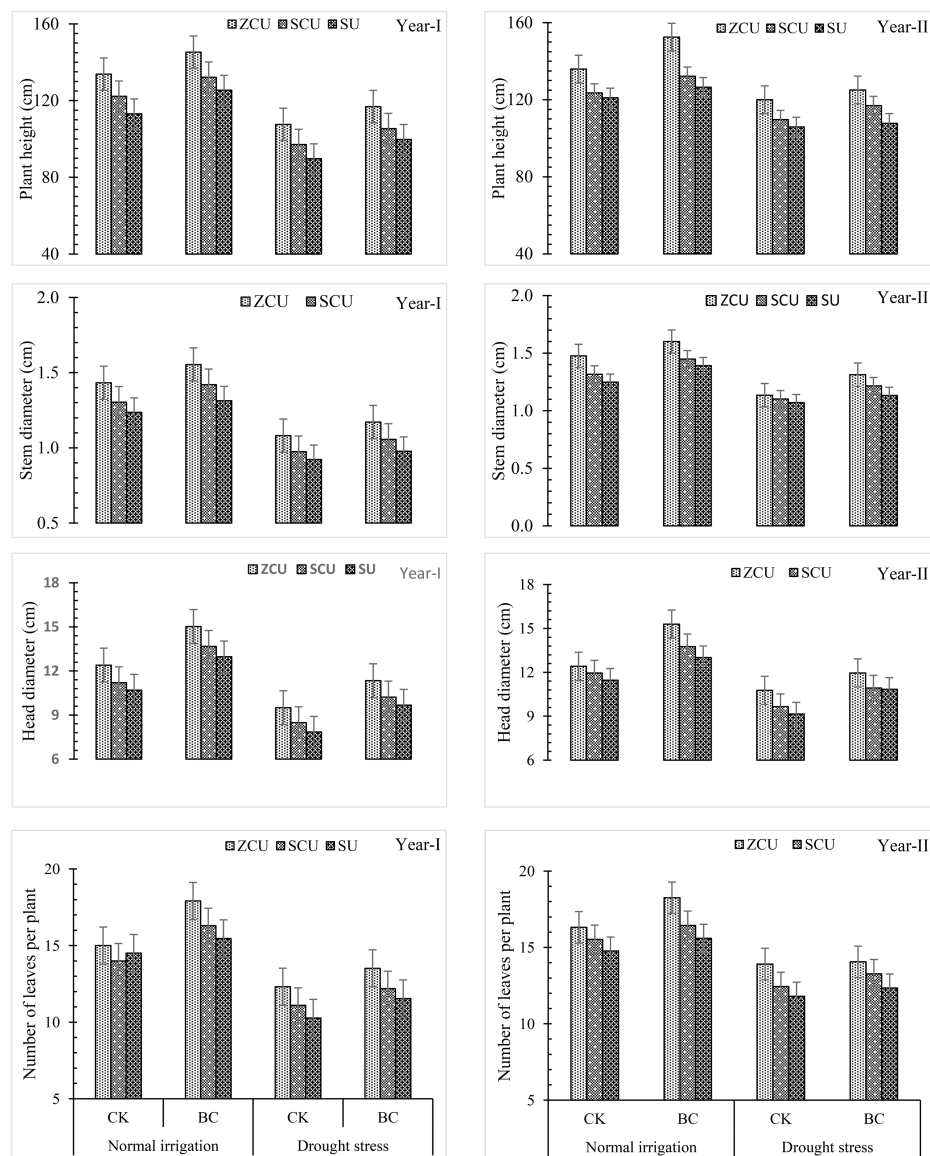 ZCU SCU SU Year-I
Plant height (cm)
160
120
80
40
ZCU SCU SU Year-II
Plant height (cm)
160
120
80
40
ZCU SCU Year-I
Stem diameter (cm)
2.0
1.5
1.0
0.5
ZCU SCU SU Year-II
Stem diameter (cm)
2.0
1.5
1.0
0.5
0.0
ZCU SCU SU Year-I
Head diameter (cm)
18
15
12
9
6
ZCU SCU Year-II
Head diameter (cm)
18
15
12
9
6
ZCU SCU SU Year-I
Number of leaves per plant
20
15
10
5
CK BC CK BC
Normal irrigation Drought stress
ZCU SCU Year-II
Number of leaves per plant
20
15
10
5
CK BC CK BC
Normal irrigation Drought stress